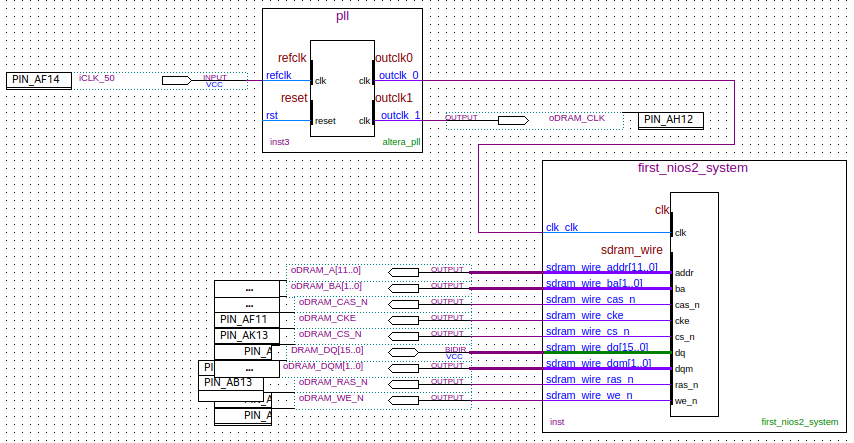 pll
refclk
outclk0
PIN_AF14
iCLK_50
INPUT
VCC
refclk
clk
clk
outclk_0
reset
outclk1
rst
reset
clk
outclk_1
OUTPUT
oDRAM_CLK
PIN_AH12
inst3
altera_pll
first_nios2_system
clk
clk_clk
clk
sdram_wire
oDRAM_A[11..0]
OUTPUT
sdram_wire_addr[11..0]
addr
...
oDRAM_BA[1..0]
OUTPUT
sdram_wire_ba[1..0]
ba
...
oDRAM_CAS_N
OUTPUT
sdram_wire_cas_n
cas_n
PIN_AF11
oDRAM_CKE
OUTPUT
sdram_wire_cke
cke
PIN_AK13
oDRAM_CS_N
OUTPUT
sdram_wire_cs_n
cs_n
DRAM_DQ[15..0]
BIDIR
VCC
sdram_wire_dq[15..0]
dq
...
oDRAM_DQM[1..0]
OUTPUT
sdram_wire_dqm[1..0]
dqm
PIN_AB13
oDRAM_RAS_N
OUTPUT
sdram_wire_ras_n
ras_n
oDRAM_WE_N
OUTPUT
sdram_wire_we_n
we_n
inst
first_nios2_system